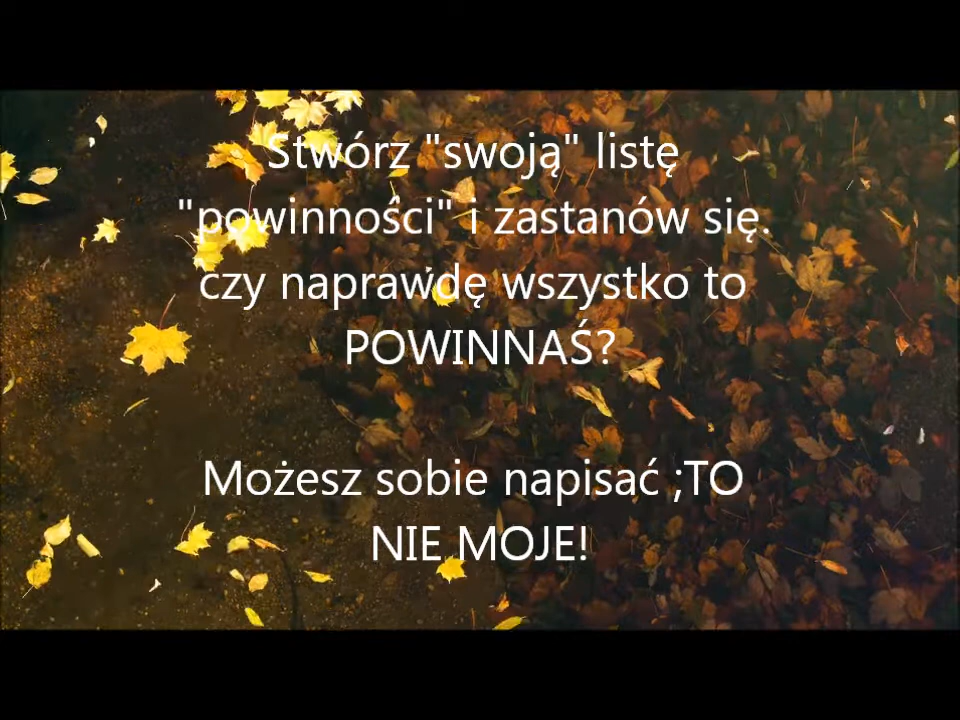 Stwórz "swoją" listę
"powinności" i zastanów się.
czy naprawdę wszystko to
POWINNAŚ?
Możesz sobie napisać ;TO
NIE MOJE!